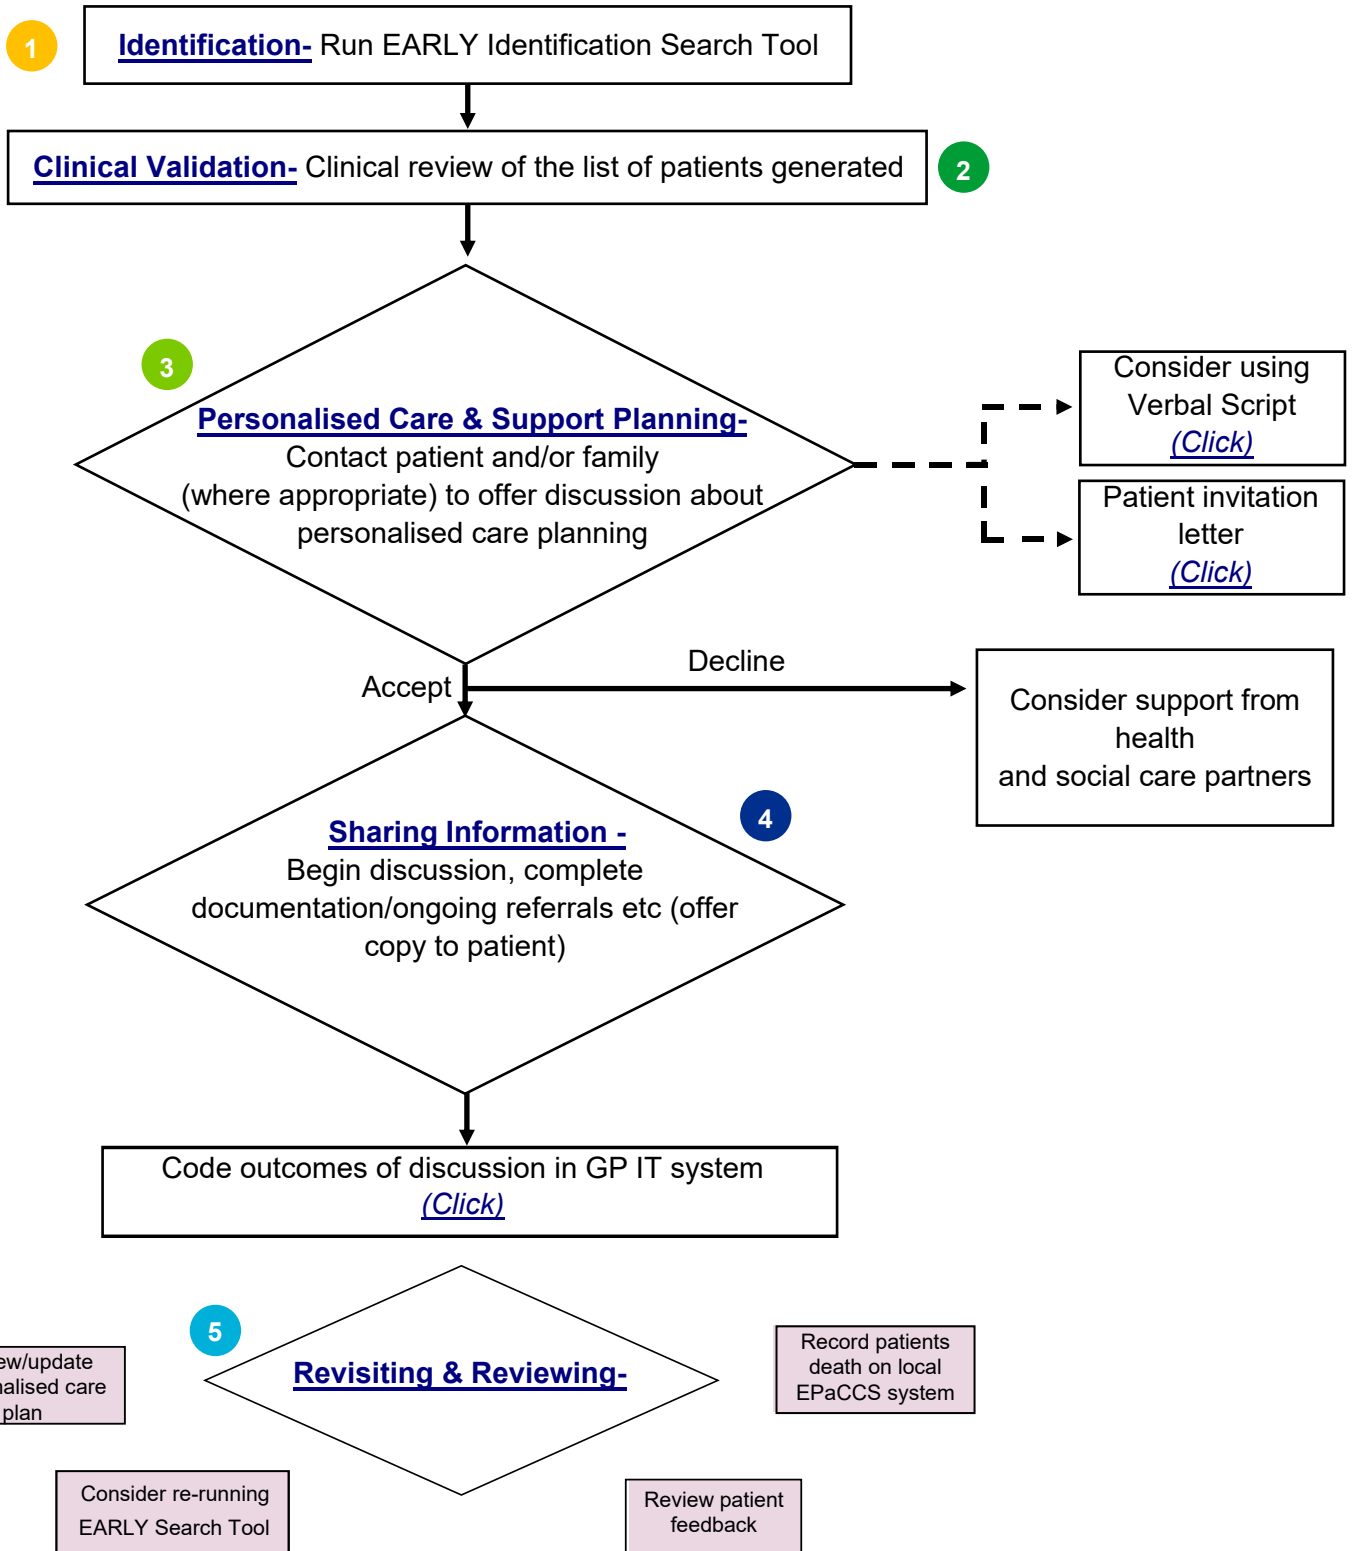 1
Identification- Run EARLY Identification Search Tool
Clinical Validation- Clinical review of the list of patients generated
2
3
Personalised Care & Support Planning-
Contact patient and/or family
(where appropriate) to offer discussion about
personalised care planning
Consider using
Verbal Script
(Click)
Patient invitation
letter
(Click)
Accept
Decline
Consider support from
health
and social care partners
4
Sharing Information -
Begin discussion, complete
documentation/ongoing referrals etc (offer
copy to patient)
Code outcomes of discussion in GP IT system
(Click)
5
Revisiting & Reviewing-
ew/update
nalised care
plan
Record patients
death on local
EPaCCS system
Consider re-running
EARLY Search Tool
Review patient
feedback